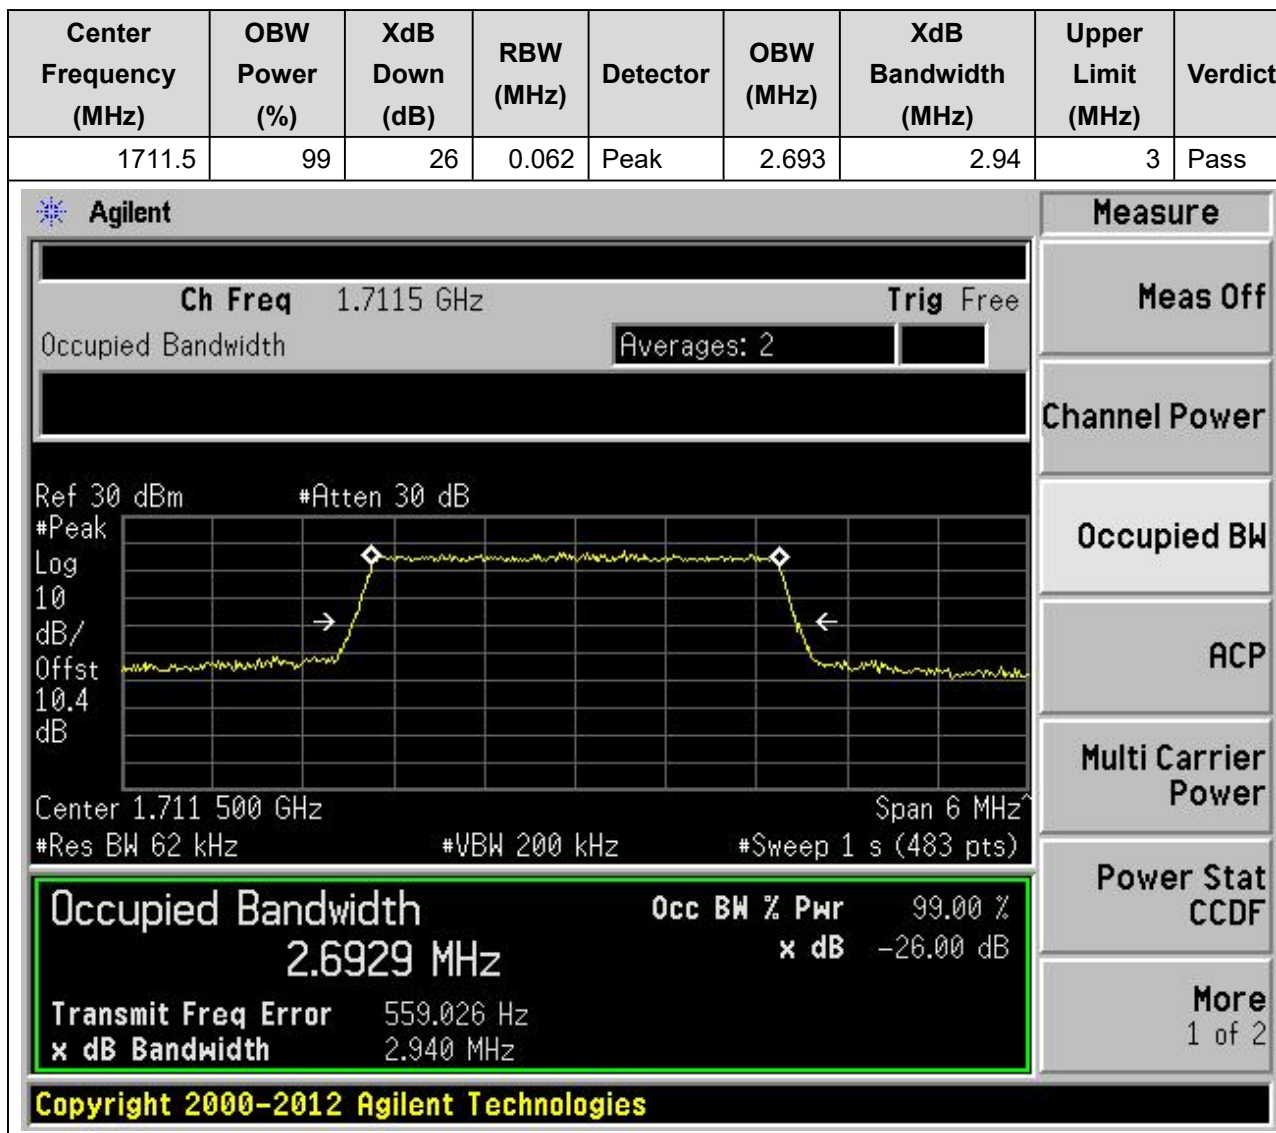 Center Frequency (MHz) OBW Power (%) XdB Down (dB) RBW (MHz) Detector OBW (MHz) XdB Bandwidth (MHz) Upper Limit (MHz) Verdict
1711.5 99 26 0.062 Peak 2.693 2.94 3 Pass
Agilent
Measure
Ch Freq 1.7115 GHz Trig Free
Meas Off
Occupied Bandwidth Averages: 2
Channel Power
Ref 30 dBm #Atten 30 dB
#Peak
Log
10
dB/
Offst
10.4
dB
Occupied BW
ACP
Multi Carrier
Power
Center 1.711 500 GHz Span 6 MHz^
#Res BW 62 kHz #VBW 200 kHz #Sweep 1 s (483 pts)
Power Stat
CCDF
Occupied Bandwidth Occ BW % Pwr 99.00 %
2.6929 MHz x dB -26.00 dB
Transmit Freq Error 559.026 Hz
x dB Bandwidth 2.940 MHz
More
1 of 2
Copyright 2000-2012 Agilent Technologies